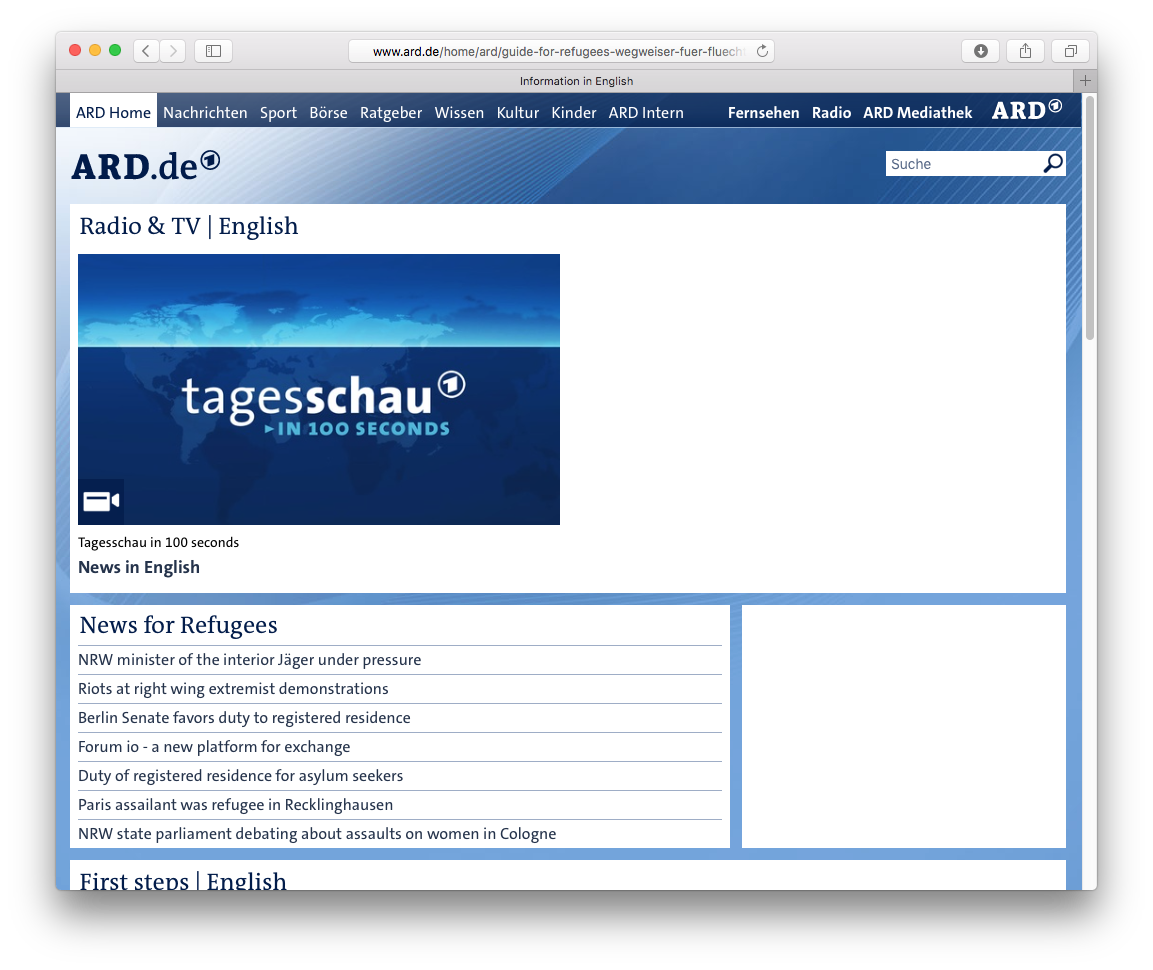 www.ard.de/home/ard/guide-for-refugees-wegweiser-fuer-fluecht
Information in English
ARD Home Nachrichten Sport Börse Ratgeber Wissen Kultur Kinder ARD Intern Fernsehen Radio ARD Mediathek ARD 1
ARD.de 1
Suche
Radio & TV | English
tagesschau 1
IN 100 SECONDS
Tagesschau in 100 seconds
News in English
News for Refugees
NRW minister of the interior Jäger under pressure
Riots at right wing extremist demonstrations
Berlin Senate favors duty to registered residence
Forum io - a new platform for exchange
Duty of registered residence for asylum seekers
Paris assailant was refugee in Recklinghausen
NRW state parliament debating about assaults on women in Cologne
First steps | English